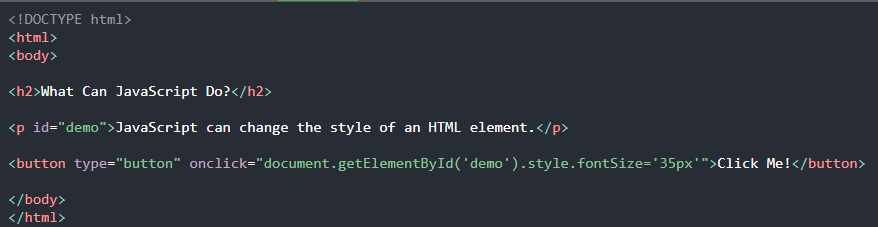 <!DOCTYPE html>
<html>
<body>
<h2>What Can JavaScript Do?</h2>
<p id="demo">JavaScript can change the style of an HTML element.</p>
<button type="button" onclick="document.getElementById('demo').style.fontSize='35px'">Click Me!</button>
</body>
</html>